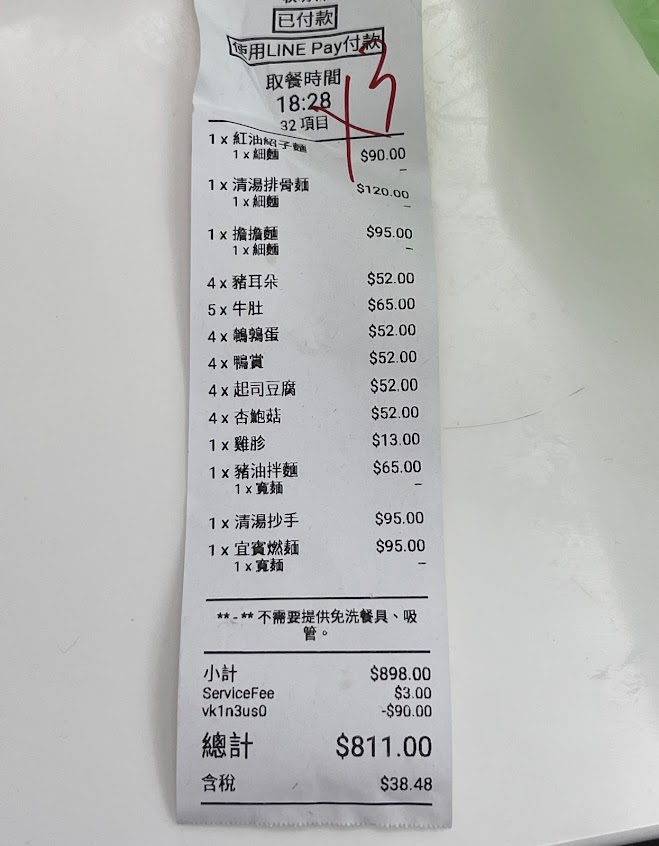 已付款
使用LINE Pay付款
取餐時間
18:28
32 項目
43
1 x 紅油紹子麵 $90.00
1 x 細麵 –
1 x 清湯排骨麵 $120.00
1 x 細麵 –
1 x 擔擔麵 $95.00
1 x 細麵 –
4 x 豬耳朵 $52.00
5 x 牛肚 $65.00
4 x 鵪鶉蛋 $52.00
4 x 鴨賞 $52.00
4 x 起司豆腐 $52.00
4 x 杏鮑菇 $52.00
1 x 雞胗 $13.00
1 x 豬油拌麵 $65.00
1 x 寬麵 –
1 x 清湯抄手 $95.00
1 x 宜賓燃麵 $95.00
1 x 寬麵 –
** - ** 不需要提供免洗餐具、吸
管。
小計 $898.00
ServiceFee $3.00
vk1n3us0 -$90.00
總計 $811.00
含稅 $38.48